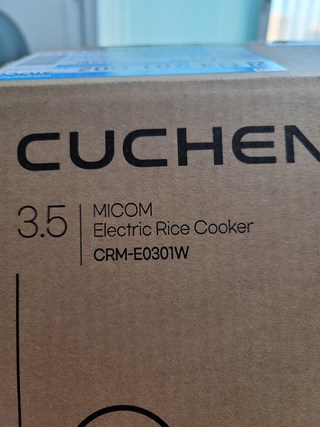 CUCHEN
3.5
MICOM
Electric Rice Cooker
CRM-E0301W